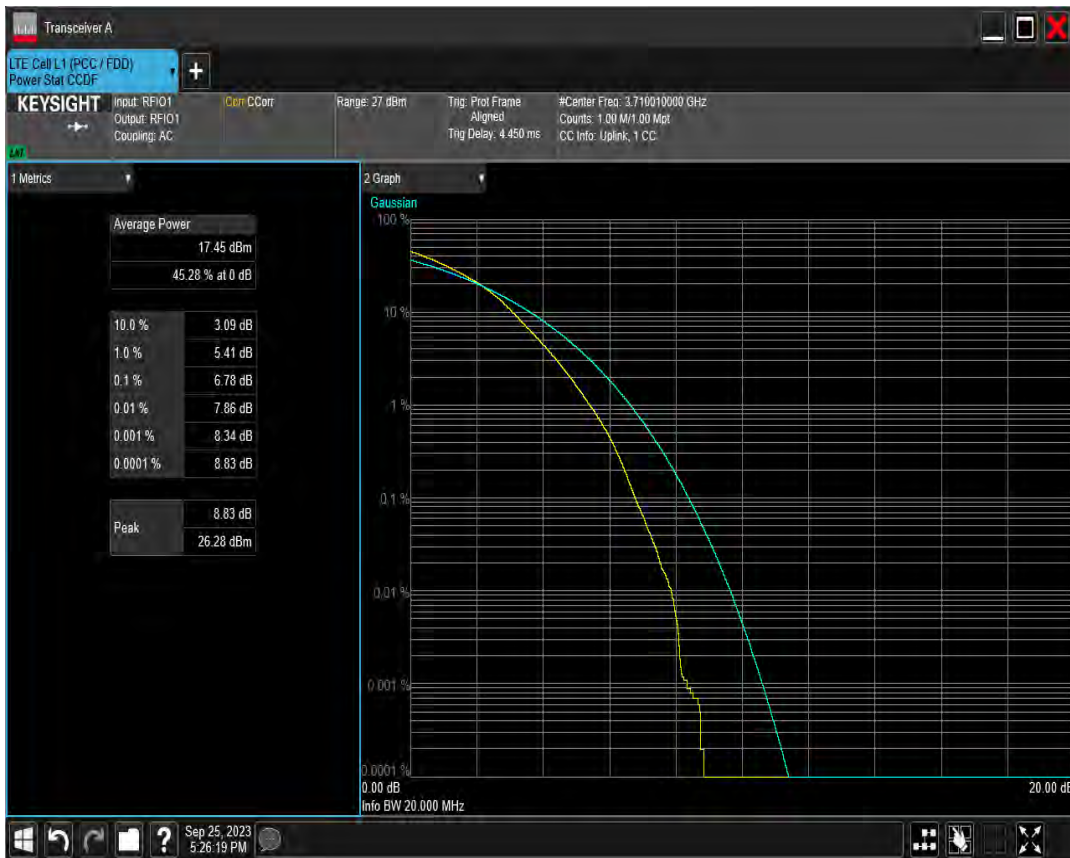 Transceiver A
LTE Cell L1 (PCC / FDD)
Power Stat CCDF
KEYSIGHT
Input: RFIO1
Output: RFIO1
Coupling: AC
Corr CCorr
Range: 27 dBm
Trig: Prot Frame
Aligned
Trig Delay: 4.450 ms
#Center Freq: 3.710010000 GHz
Counts: 1.00 M/1.00 Mpt
CC Info: Uplink, 1 CC
1 Metrics
Average Power
17.45 dBm
45.28 % at 0 dB
10.0 % 3.09 dB
1.0 % 5.41 dB
0.1 % 6.78 dB
0.01 % 7.86 dB
0.001 % 8.34 dB
0.0001 % 8.83 dB
Peak
8.83 dB
26.28 dBm
2 Graph
Gaussian
100 %
10 %
1 %
0.1 %
0.01 %
0.001 %
0.0001 %
0.00 dB
20.00 dB
Info BW 20.000 MHz
Sep 25, 2023
5:26:19 PM